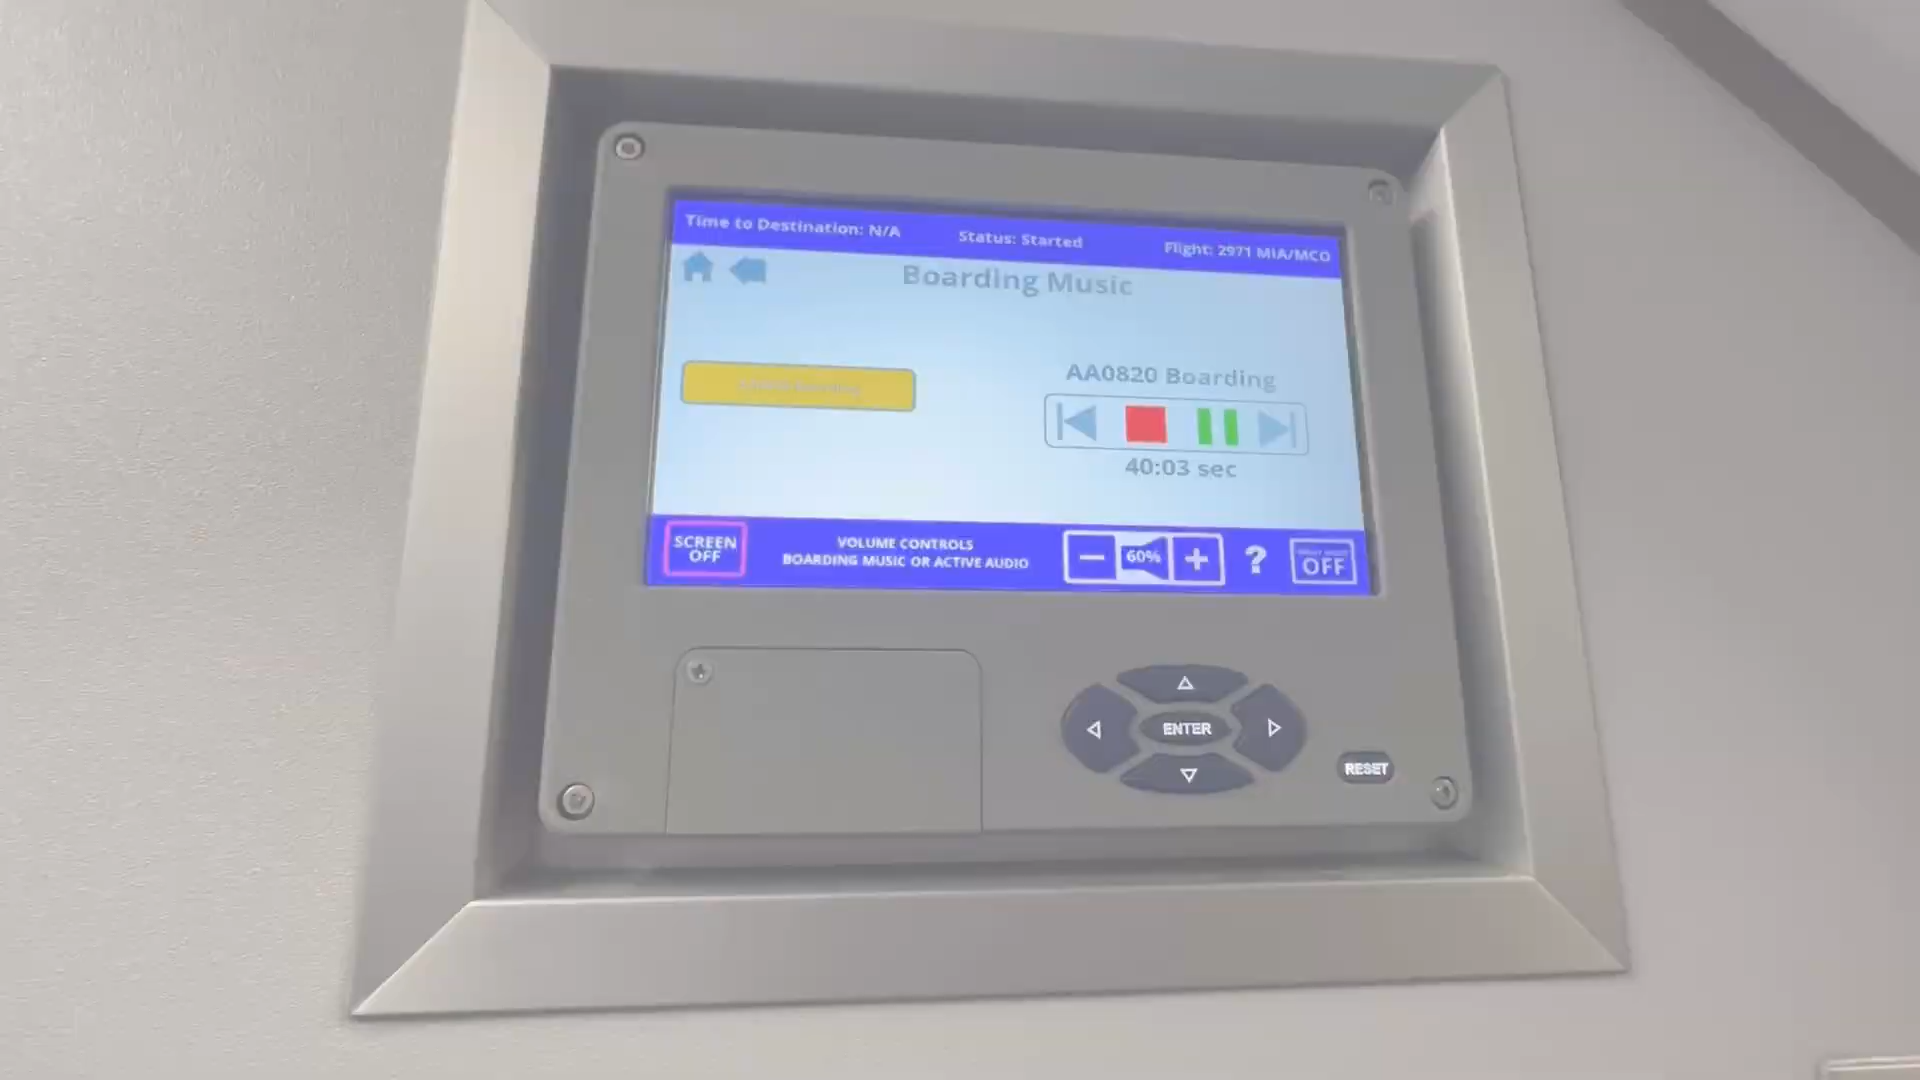 Time to Destination: N/A Status: Started Flight: 2971 MIA/MCO
Boarding Music
AA0820 Boarding
40:03 sec
SCREEN OFF
VOLUME CONTROLS
BOARDING MUSIC OR ACTIVE AUDIO
60%
?
OFF
ENTER
RESET